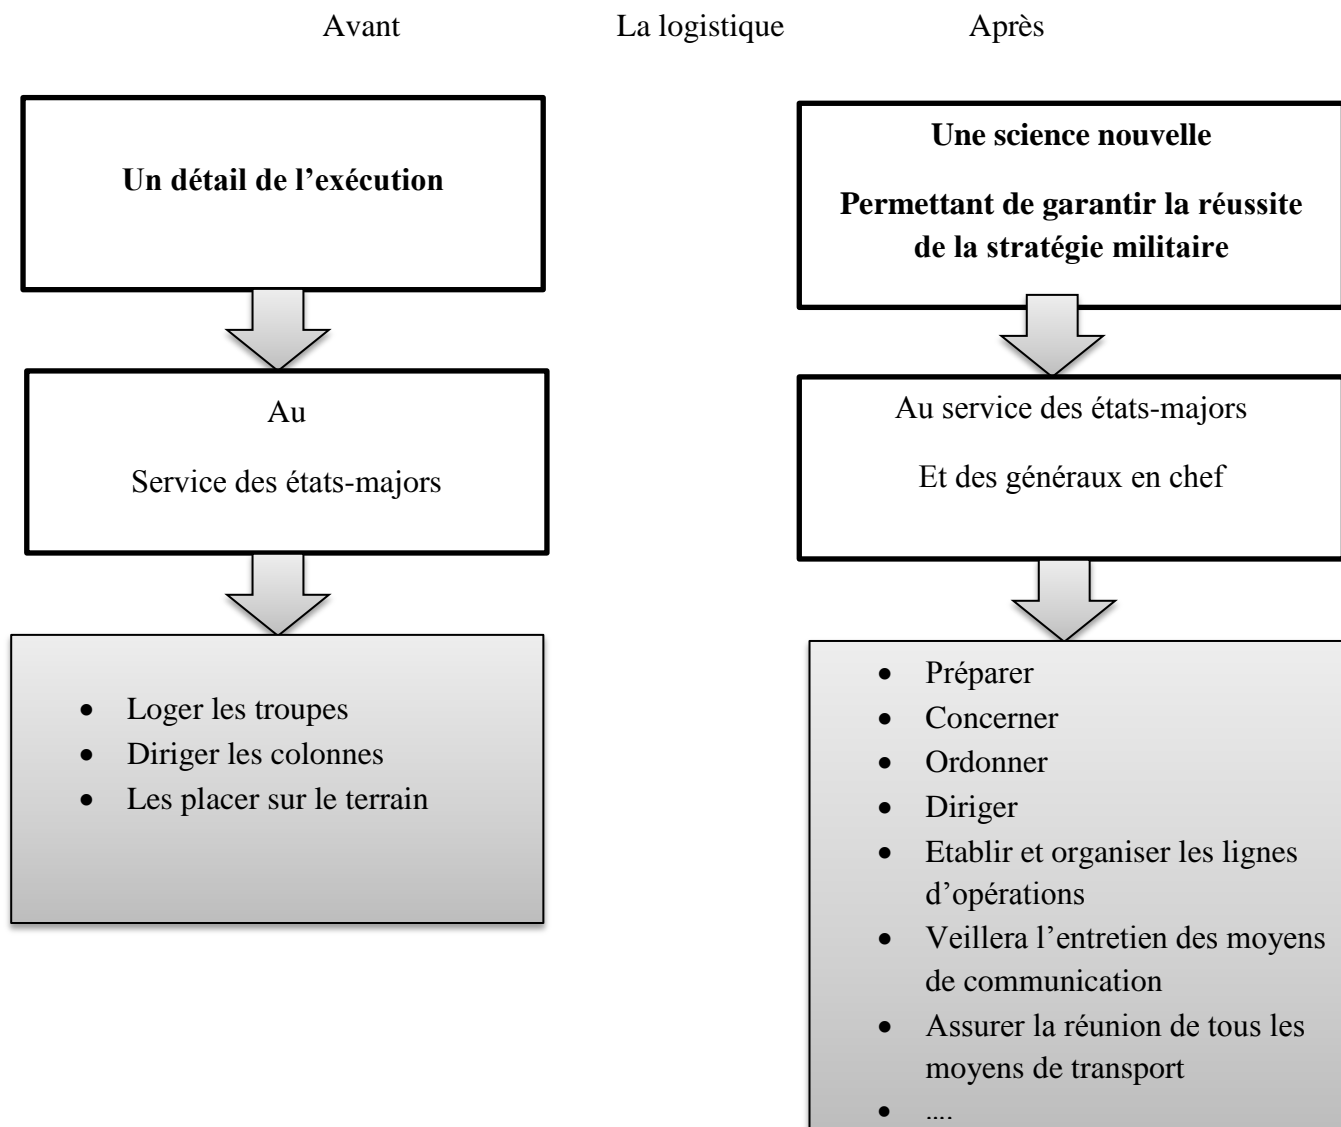 Avant La logistique Après
Un détail de l’exécution
Au
Service des états-majors
• Loger les troupes
• Diriger les colonnes
• Les placer sur le terrain
Une science nouvelle
Permettant de garantir la réussite
de la stratégie militaire
Au service des états-majors
Et des généraux en chef
• Préparer
• Concerner
• Ordonner
• Diriger
• Etablir et organiser les lignes
d’opérations
• Veillera l’entretien des moyens
de communication
• Assurer la réunion de tous les
moyens de transport
• ….